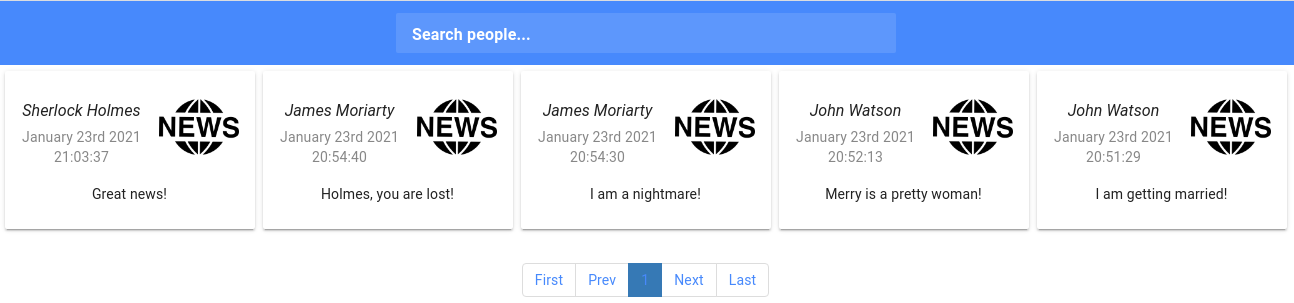 Search people...
Sherlock Holmes
January 23rd 2021
21:03:37
NEWS
Great news!
James Moriarty
January 23rd 2021
20:54:40
NEWS
Holmes, you are lost!
James Moriarty
January 23rd 2021
20:54:30
NEWS
I am a nightmare!
John Watson
January 23rd 2021
20:52:13
NEWS
Merry is a pretty woman!
John Watson
January 23rd 2021
20:51:29
NEWS
I am getting married!
First Prev 1 Next Last